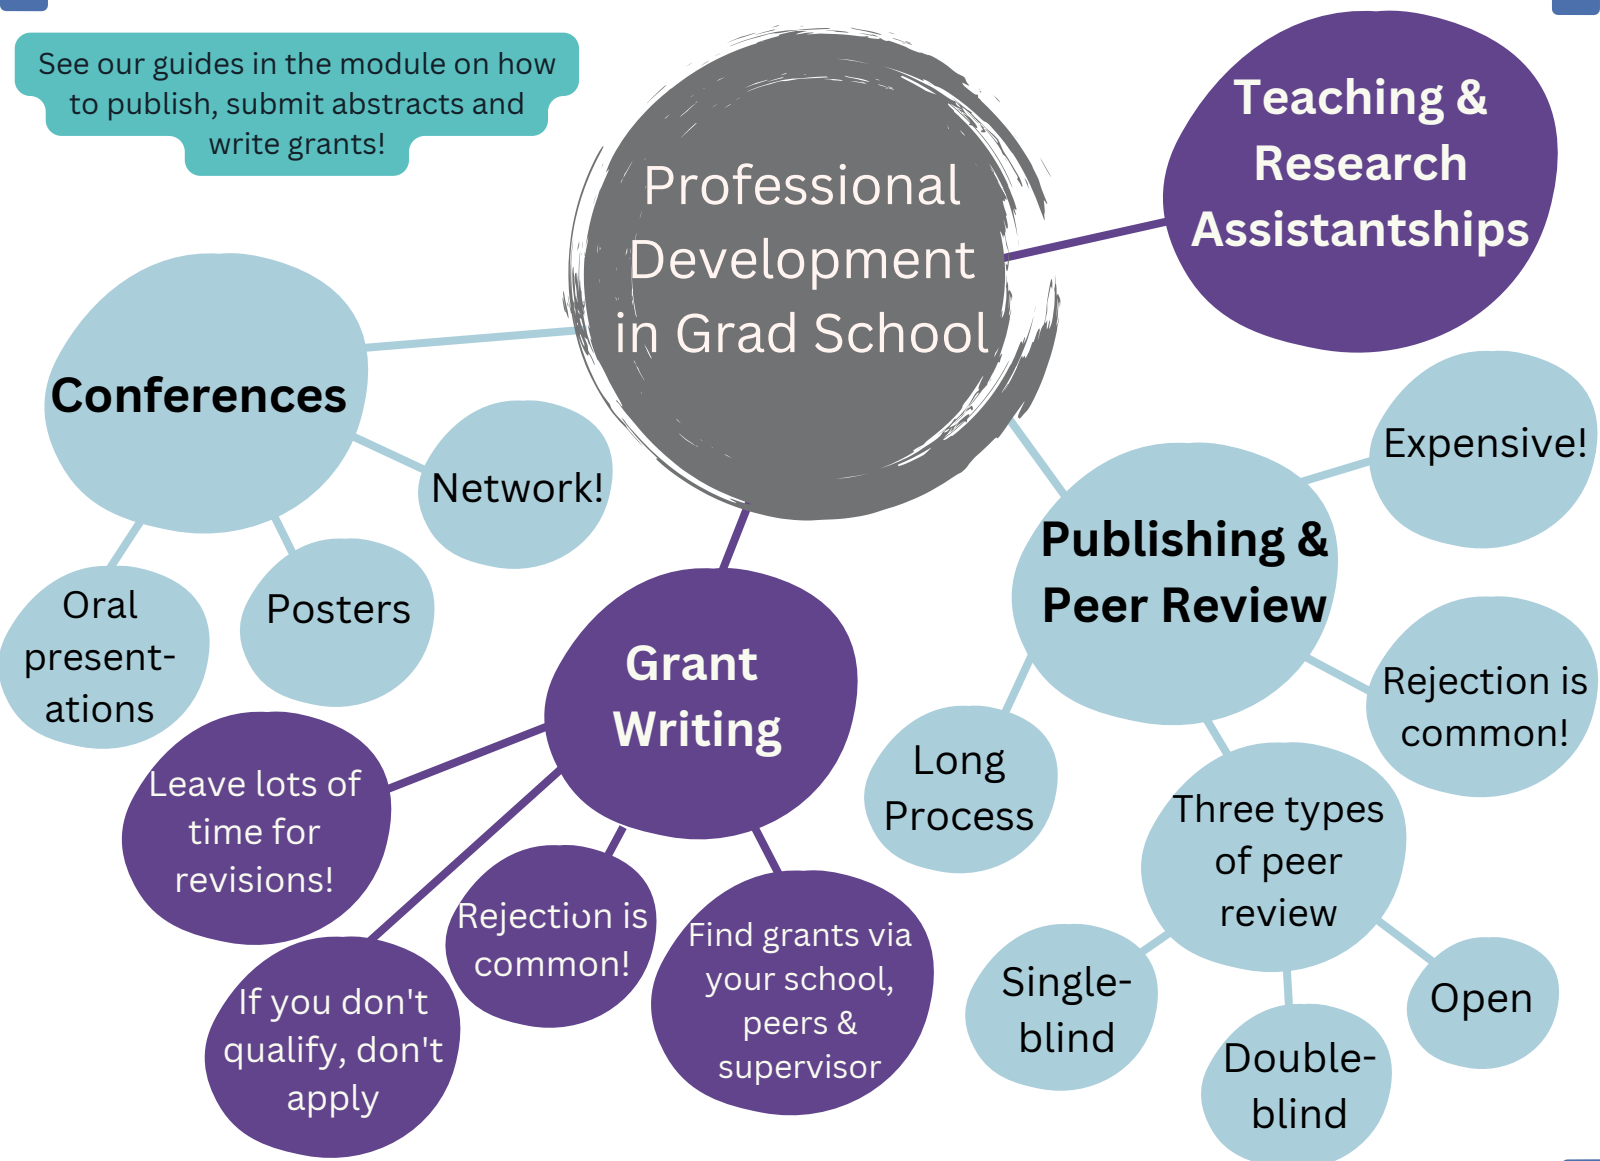 See our guides in the module on how
to publish, submit abstracts and
write grants!
Professional
Development
in Grad School
Teaching &
Research
Assistantships
Conferences
Network!
Posters
Oral
present-
ations
Grant
Writing
Leave lots of
time for
revisions!
If you don't
qualify, don't
apply
Rejection is
common!
Find grants via
your school,
peers &
supervisor
Publishing &
Peer Review
Expensive!
Rejection is
common!
Long
Process
Three types
of peer
review
Single-
blind
Double-
blind
Open